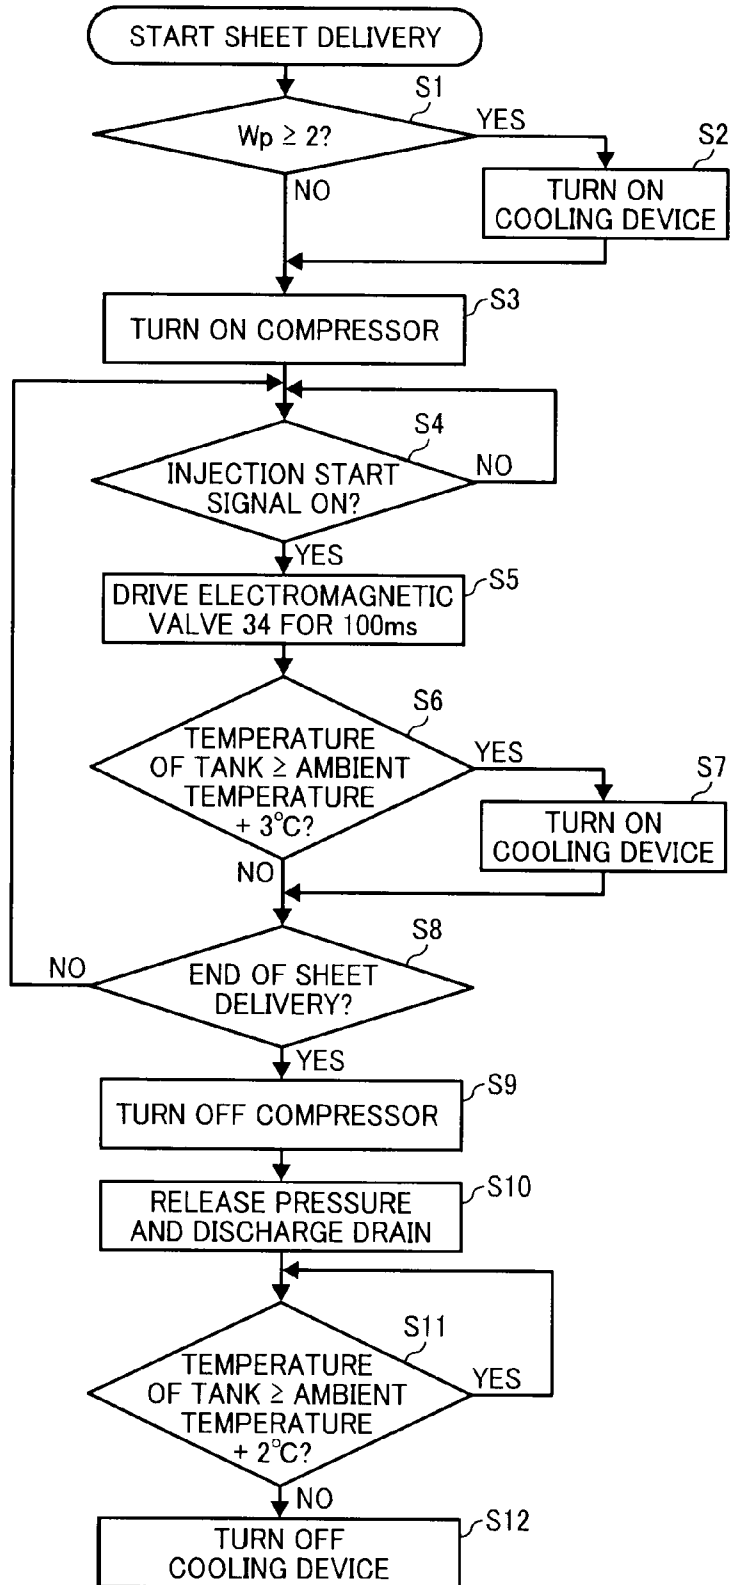 START SHEET DELIVERY
S1
Wp ≥ 2?
YES
NO
S2
TURN ON
COOLING DEVICE
S3
TURN ON COMPRESSOR
S4
INJECTION START
SIGNAL ON?
NO
YES
S5
DRIVE ELECTROMAGNETIC
VALVE 34 FOR 100ms
S6
TEMPERATURE
OF TANK ≥ AMBIENT
TEMPERATURE
+ 3°C?
YES
NO
S7
TURN ON
COOLING DEVICE
S8
END OF SHEET
DELIVERY?
NO
YES
S9
TURN OFF COMPRESSOR
S10
RELEASE PRESSURE
AND DISCHARGE DRAIN
S11
TEMPERATURE
OF TANK ≥ AMBIENT
TEMPERATURE
+ 2°C?
YES
NO
S12
TURN OFF
COOLING DEVICE